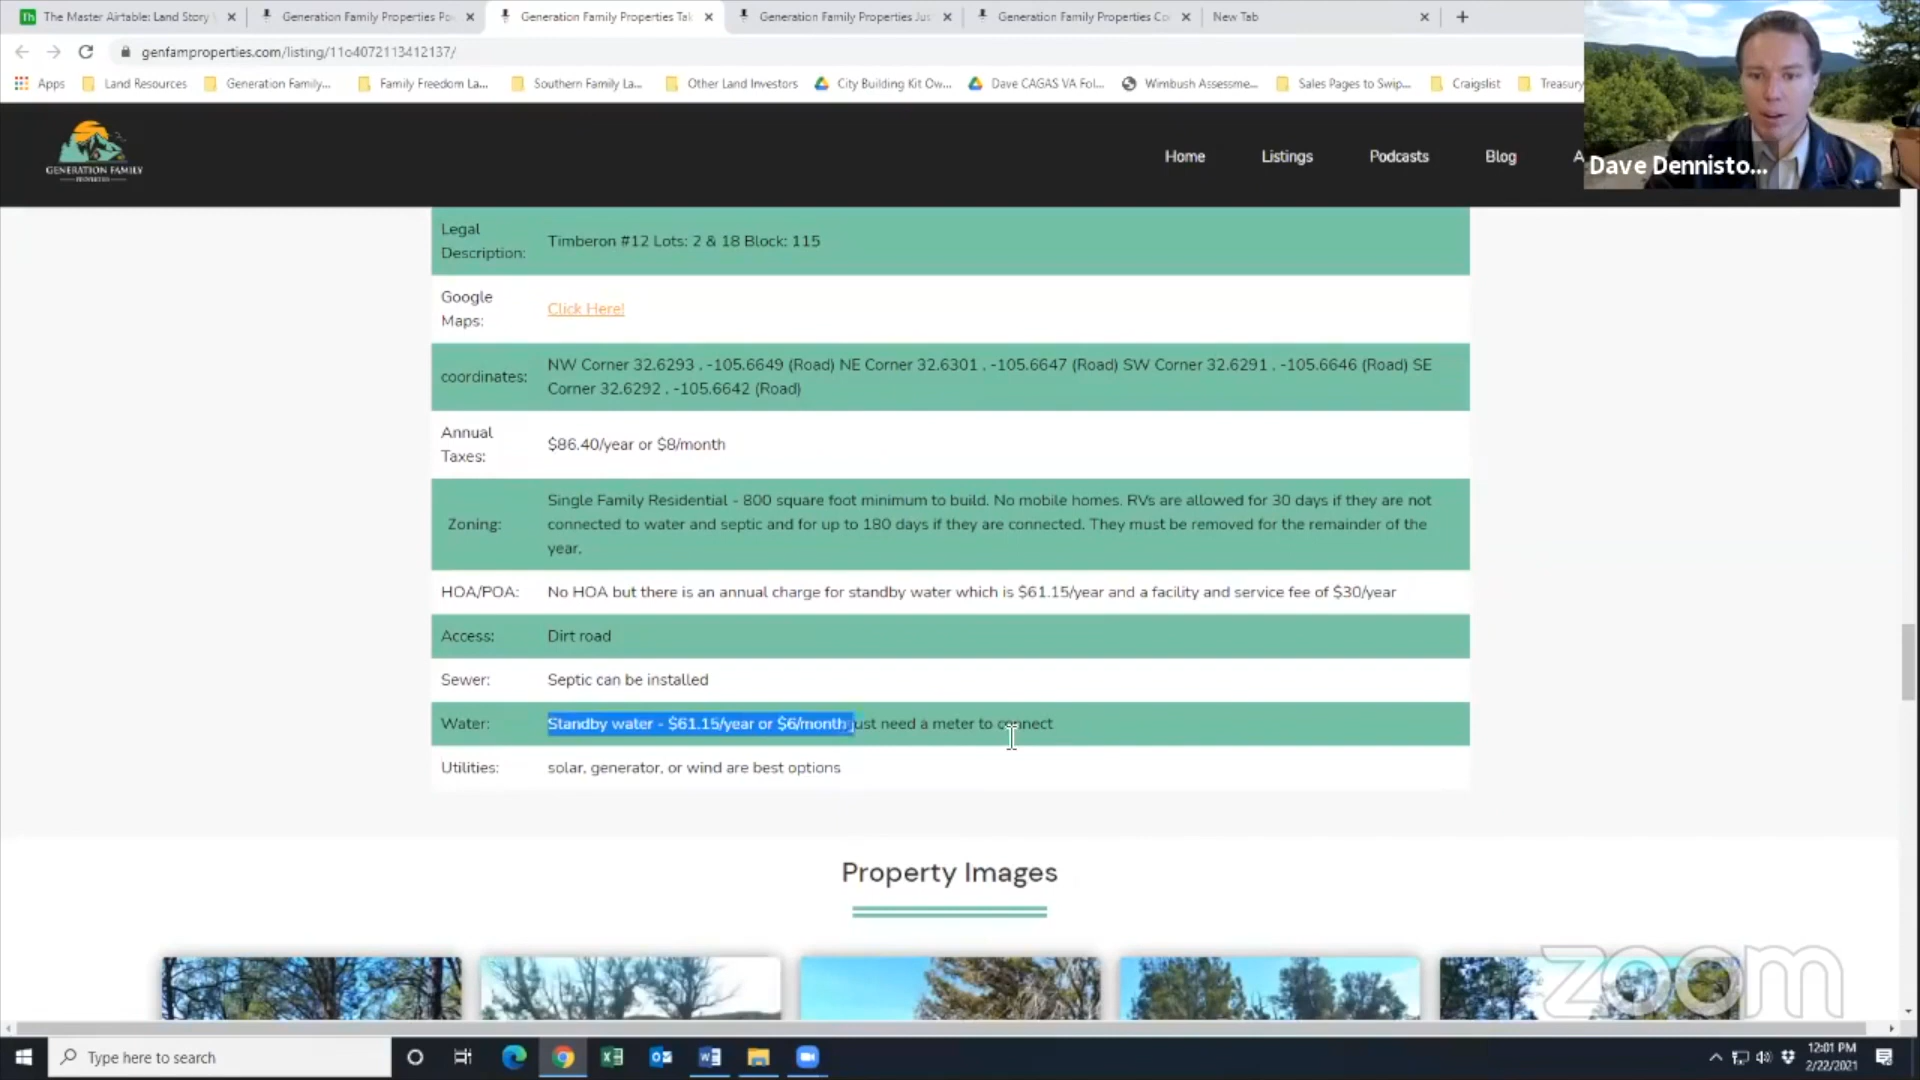 The Master Airtable: Land Story
Generation Family Properties Po
Generation Family Properties Tak
Generation Family Properties Jus
Generation Family Properties Co
New Tab
genfamproperties.com/listing/11o4072113412137/
Apps
Land Resources
Generation Family...
Family Freedom La...
Southern Family La...
Other Land Investors
City Building Kit Ow...
Dave CAGAS VA Fol...
Wimbush Assessme...
Sales Pages to Swip...
Craigslist
Treasury
GENERATION FAMILY
PROPERTIES
Home
Listings
Podcasts
Blog
A
Dave Dennisto...
Legal
Description:
Timberon #12 Lots: 2 & 18 Block: 115
Google
Maps:
Click Here!
coordinates:
NW Corner 32.6293 , -105.6649 (Road) NE Corner 32.6301 , -105.6647 (Road) SW Corner 32.6291 , -105.6646 (Road) SE
Corner 32.6292 , -105.6642 (Road)
Annual
Taxes:
$86.40/year or $8/month
Zoning:
Single Family Residential - 800 square foot minimum to build. No mobile homes. RVs are allowed for 30 days if they are not
connected to water and septic and for up to 180 days if they are connected. They must be removed for the remainder of the
year.
HOA/POA:
No HOA but there is an annual charge for standby water which is $61.15/year and a facility and service fee of $30/year
Access:
Dirt road
Sewer:
Septic can be installed
Water:
Standby water - $61.15/year or $6/month just need a meter to connect
Utilities:
solar, generator, or wind are best options
Property Images
zoom
Type here to search
12:01 PM
2/22/2021